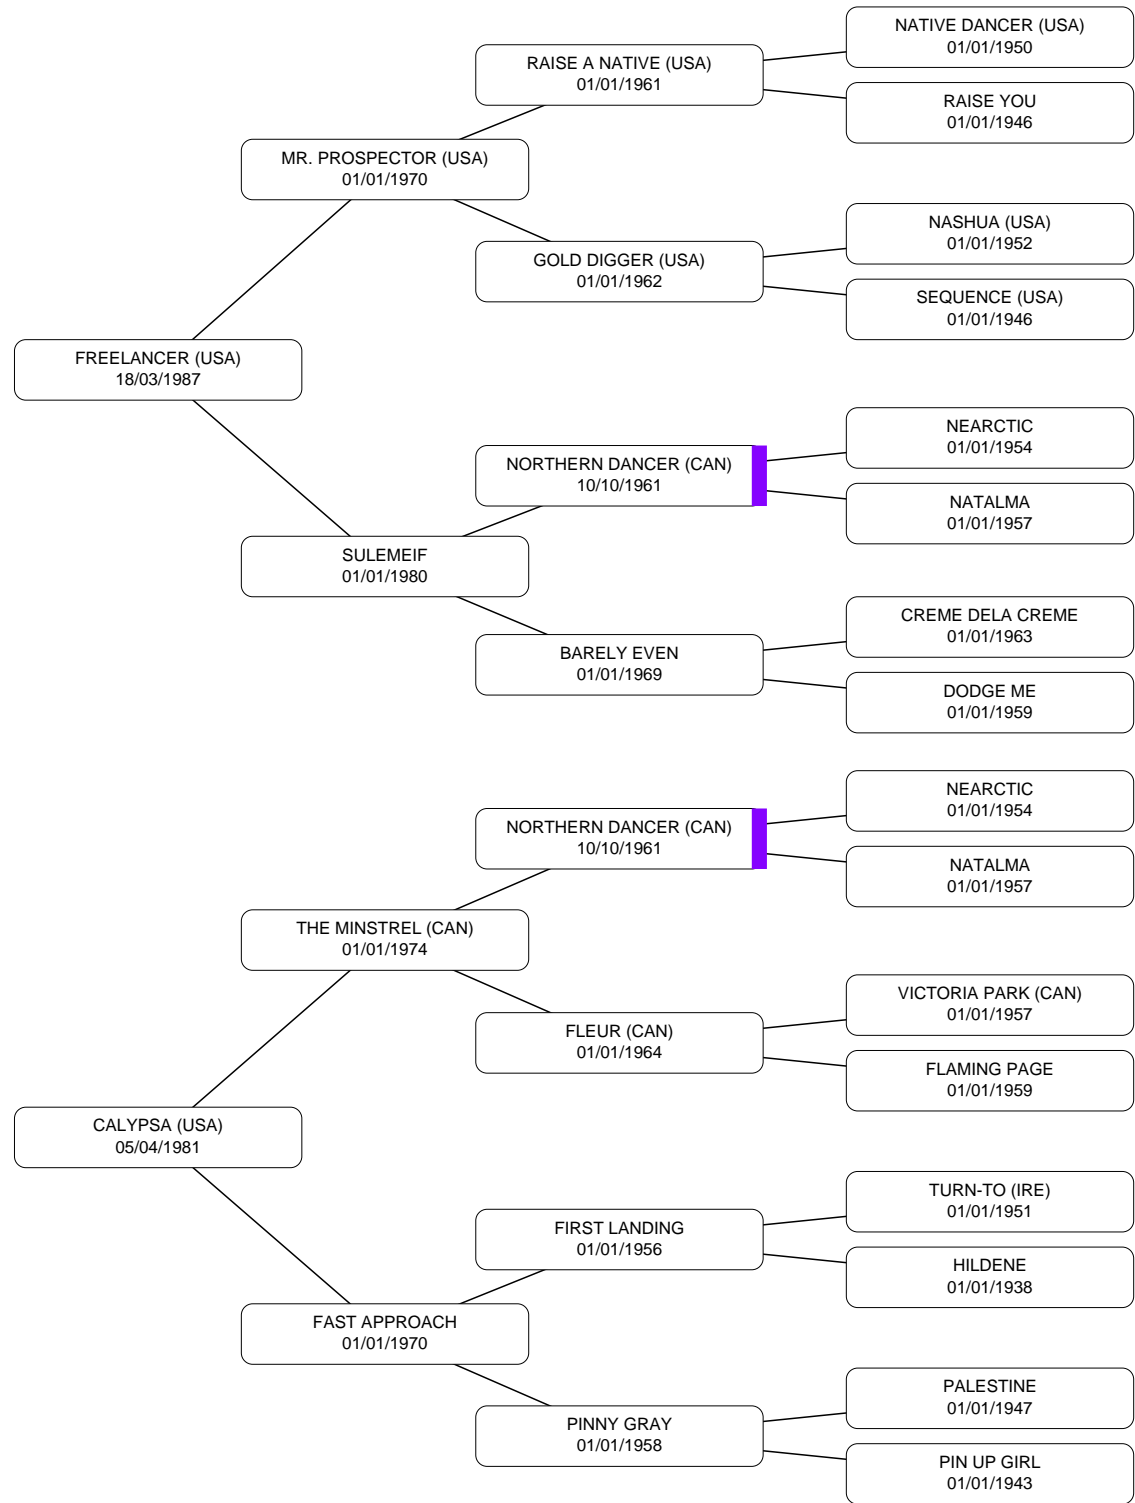 NATIVE DANCER (USA)
01/01/1950
RAISE A NATIVE (USA)
01/01/1961
RAISE YOU
01/01/1946
MR. PROSPECTOR (USA)
01/01/1970
NASHUA (USA)
01/01/1952
GOLD DIGGER (USA)
01/01/1962
SEQUENCE (USA)
01/01/1946
FREELANCER (USA)
18/03/1987
NEARCTIC
01/01/1954
NORTHERN DANCER (CAN)
10/10/1961
NATALMA
01/01/1957
SULEMEIF
01/01/1980
CREME DELA CREME
01/01/1963
BARELY EVEN
01/01/1969
DODGE ME
01/01/1959
NEARCTIC
01/01/1954
NORTHERN DANCER (CAN)
10/10/1961
NATALMA
01/01/1957
THE MINSTREL (CAN)
01/01/1974
VICTORIA PARK (CAN)
01/01/1957
FLEUR (CAN)
01/01/1964
FLAMING PAGE
01/01/1959
CALYPSA (USA)
05/04/1981
TURN-TO (IRE)
01/01/1951
FIRST LANDING
01/01/1956
HILDENE
01/01/1938
FAST APPROACH
01/01/1970
PALESTINE
01/01/1947
PINNY GRAY
01/01/1958
PIN UP GIRL
01/01/1943